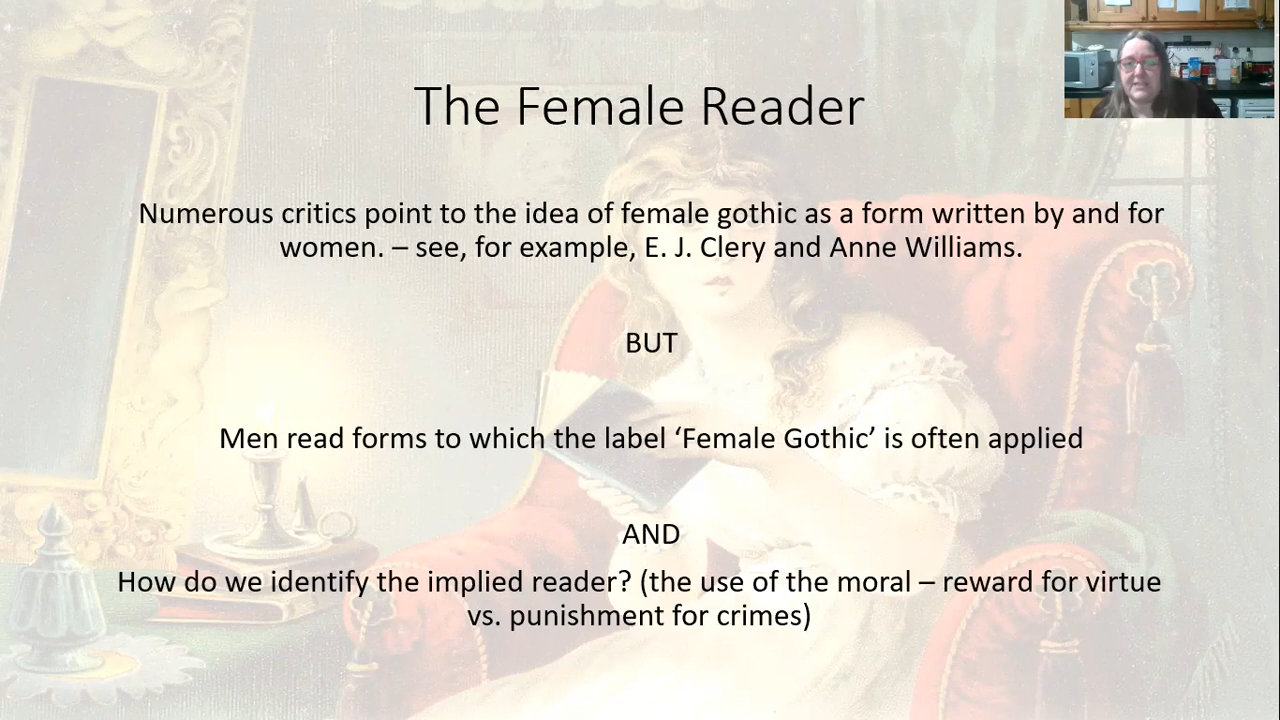 The Female Reader
Numerous critics point to the idea of female gothic as a form written by and for
women. – see, for example, E. J. Clery and Anne Williams.
BUT
Men read forms to which the label ‘Female Gothic’ is often applied
AND
How do we identify the implied reader? (the use of the moral – reward for virtue
vs. punishment for crimes)